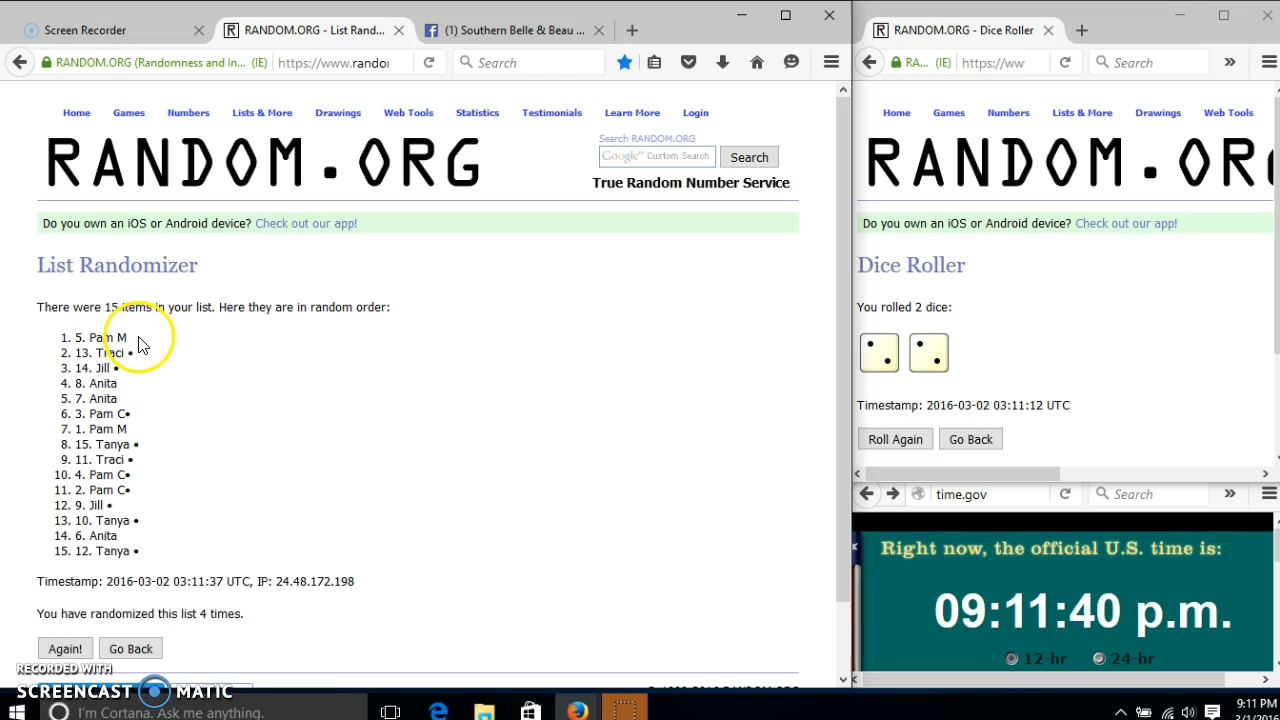 Screen Recorder
RANDOM.ORG - List Rand...
(1) Southern Belle & Beau ...
RANDOM.ORG (Randomness and In... (IE)
https://www.rando
Search
Home Games Numbers Lists & More Drawings Web Tools Statistics Testimonials Learn More Login
RANDOM.ORG
Search RANDOM.ORG
Google™ Custom Search
Search
True Random Number Service
Do you own an iOS or Android device? Check out our app!
List Randomizer
There were 15 items in your list. Here they are in random order:
1. 5. Pam M
2. 13. Traci •
3. 14. Jill •
4. 8. Anita
5. 7. Anita
6. 3. Pam C•
7. 1. Pam M
8. 15. Tanya •
9. 11. Traci •
10. 4. Pam C•
11. 2. Pam C•
12. 9. Jill •
13. 10. Tanya •
14. 6. Anita
15. 12. Tanya •
Timestamp: 2016-03-02 03:11:37 UTC, IP: 24.48.172.198
You have randomized this list 4 times.
Again!
Go Back
RECORDED WITH
SCREENCAST MATIC
RANDOM.ORG - Dice Roller
RA... (IE)
https://ww
Search
Home Games Numbers Lists & More Drawings Web Tools
RANDOM.ORG
Do you own an iOS or Android device? Check out our app!
Dice Roller
You rolled 2 dice:
Timestamp: 2016-03-02 03:11:12 UTC
Roll Again
Go Back
time.gov
Search
Right now, the official U.S. time is:
09:11:40 p.m.
12-hr 24-hr
I'm Cortana. Ask me anything.
9:11 PM